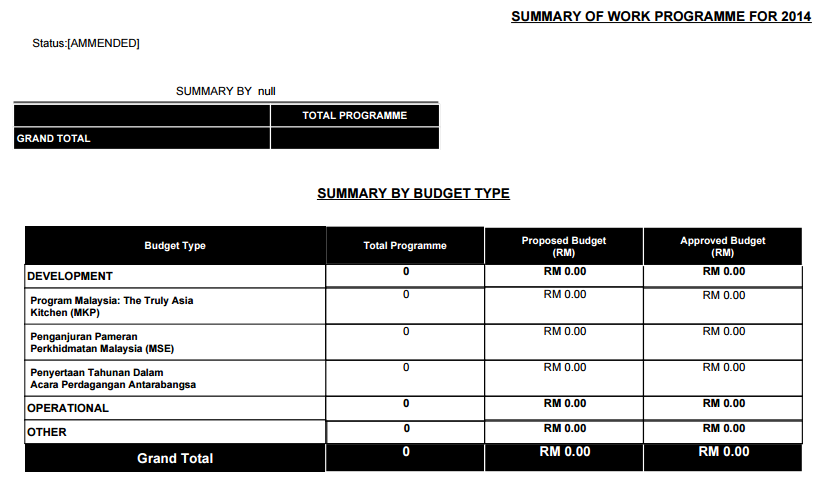 SUMMARY OF WORK PROGRAMME FOR 2014
Status:[AMMENDED]
SUMMARY BY null
TOTAL PROGRAMME
GRAND TOTAL
SUMMARY BY BUDGET TYPE
Budget Type Total Programme Proposed Budget (RM) Approved Budget (RM)
DEVELOPMENT 0 RM 0.00 RM 0.00
Program Malaysia: The Truly Asia 0 RM 0.00 RM 0.00
Kitchen (MKP)
Penganjuran Pameran 0 RM 0.00 RM 0.00
Perkhidmatan Malaysia (MSE)
Penyertaan Tahunan Dalam 0 RM 0.00 RM 0.00
Acara Perdagangan Antarabangsa
OPERATIONAL 0 RM 0.00 RM 0.00
OTHER 0 RM 0.00 RM 0.00
Grand Total 0 RM 0.00 RM 0.00